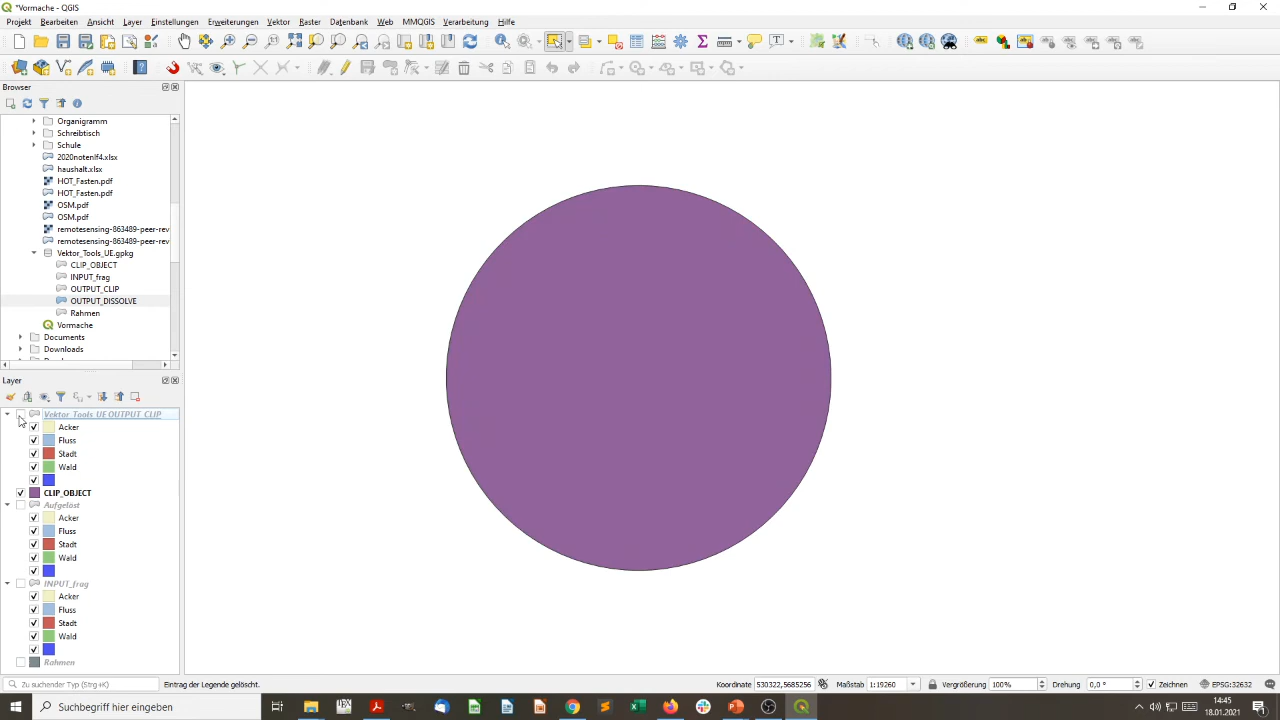 *Vormache - QGIS
Projekt Bearbeiten Ansicht Layer Einstellungen Erweiterungen Vektor Raster Datenbank Web MMQGIS Verarbeitung Hilfe
Browser
Organigramm
Schreibtisch
Schule
2020notenlf4.xlsx
haushalt.xlsx
HOT_Fasten.pdf
HOT_Fasten.pdf
OSM.pdf
OSM.pdf
remotesensing-863489-peer-rev
remotesensing-863489-peer-rev
Vektor_Tools_UE.gpkg
CLIP_OBJECT
INPUT_frag
OUTPUT_CLIP
OUTPUT_DISSOLVE
Rahmen
Vormache
Documents
Downloads
Layer
Vektor_Tools_UE OUTPUT_CLIP
Acker
Fluss
Stadt
Wald
CLIP_OBJECT
Aufgelöst
Acker
Fluss
Stadt
Wald
INPUT_frag
Acker
Fluss
Stadt
Wald
Rahmen
Zu suchender Typ (Strg+K) Eintrag der Legende gelöscht. Koordinate 530322,5685256 Maßstab 1:19260 Vergrößerung 100% Drehung 0,0 ° Zeichnen EPSG:32632
Suchbegriff hier eingeben
14:45
18.01.2021